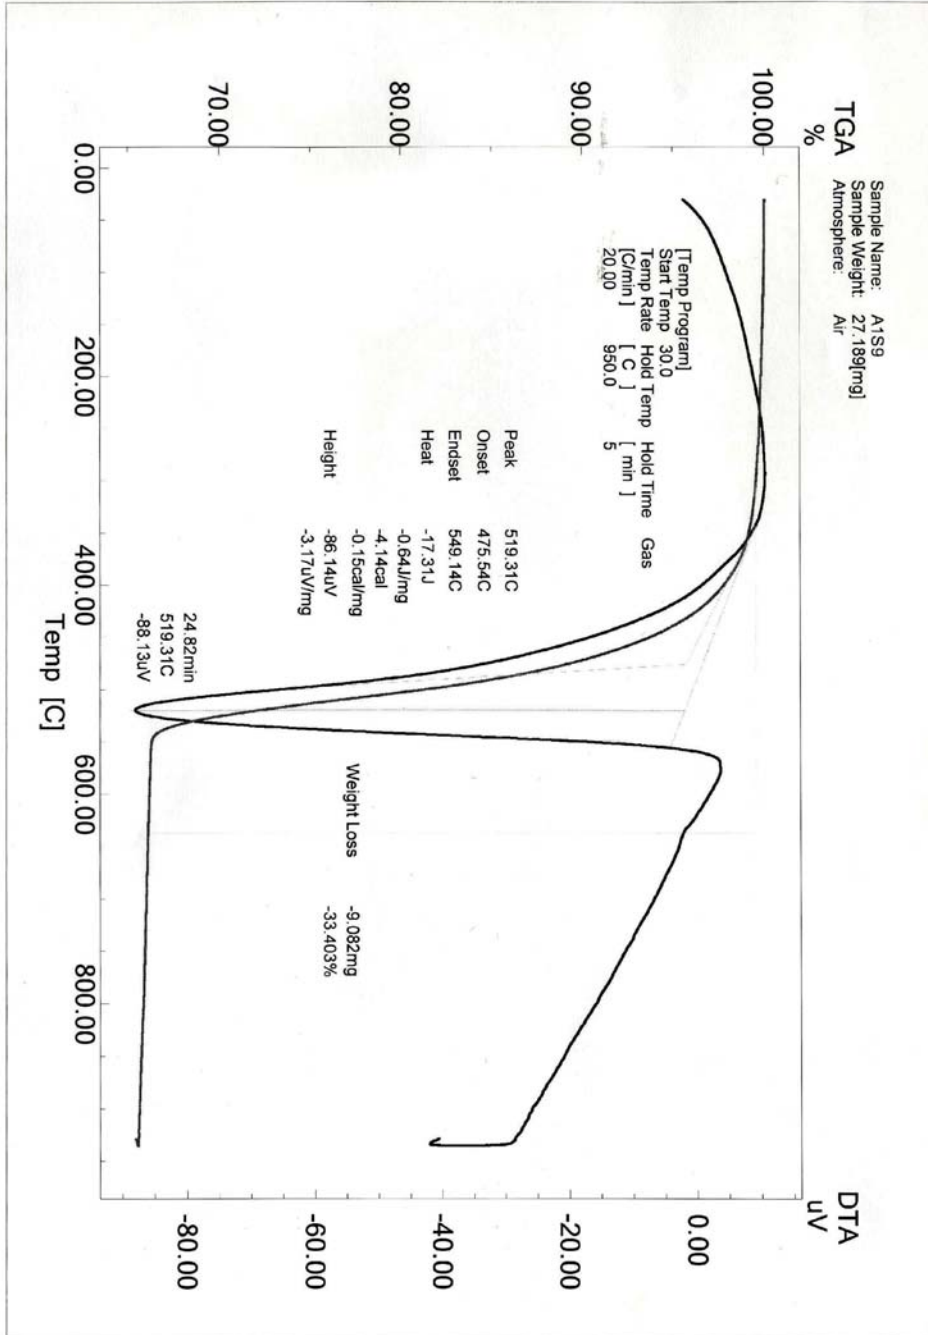 TGA
%
DTA
uV
Sample Name: A1S9
Sample Weight: 27.189[mg]
Atmosphere: Air
100.00
90.00
80.00
70.00
0.00
-20.00
-40.00
-60.00
-80.00
[Temp Program]
Start Temp 30.0
Temp Rate Hold Temp Hold Time Gas
[C/min ] [ C ] [ min ]
20.00 950.0 5
Peak 519.31C
Onset 475.54C
Endset 549.14C
Heat -17.31J
-0.64J/mg
-4.14cal
-0.15cal/mg
Height -86.14uV
-3.17uV/mg
Weight Loss -9.082mg
-33.403%
24.82min
519.31C
-88.13uV
0.00 200.00 400.00 600.00 800.00
Temp [C]